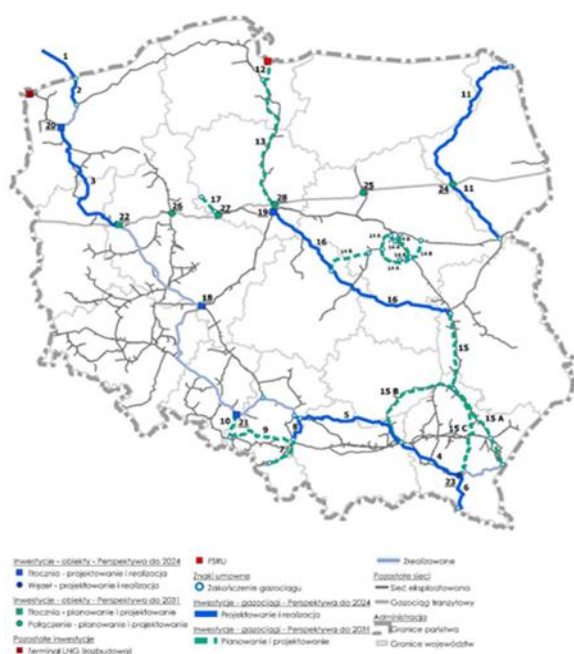 1
2
12
11
20
13
3
17
25
24
11
26
28
22
27
19
14 A
14 B
14 A
16
14 B
18
16
15
15 B
15 A
10
21
5
8
15 C
9
7
4
23
6
Inwestycje - obiekty - Perspektywa do 2024
Tłocznia - projektowanie i realizacja
Węzeł - projektowanie i realizacja
Inwestycje - obiekty - Perspektywa do 2031
Tłocznia - planowanie i projektowanie
Połączenie - planowanie i projektowanie
Pozostałe inwestycje
Terminal LNG (rozbudowa)
FSRU
Znaki umowne
Zakończenie gazociągu
Inwestycje - gazociągi - Perspektywa do 2024
Projektowanie i realizacja
Inwestycje - gazociągi - Perspektywa do 2031
Planowanie i projektowanie
Zrealizowane
Pozostałe sieci
Sieć eksploatowana
Gazociąg tranzytowy
Administracja
Granice państwa
Granice województw